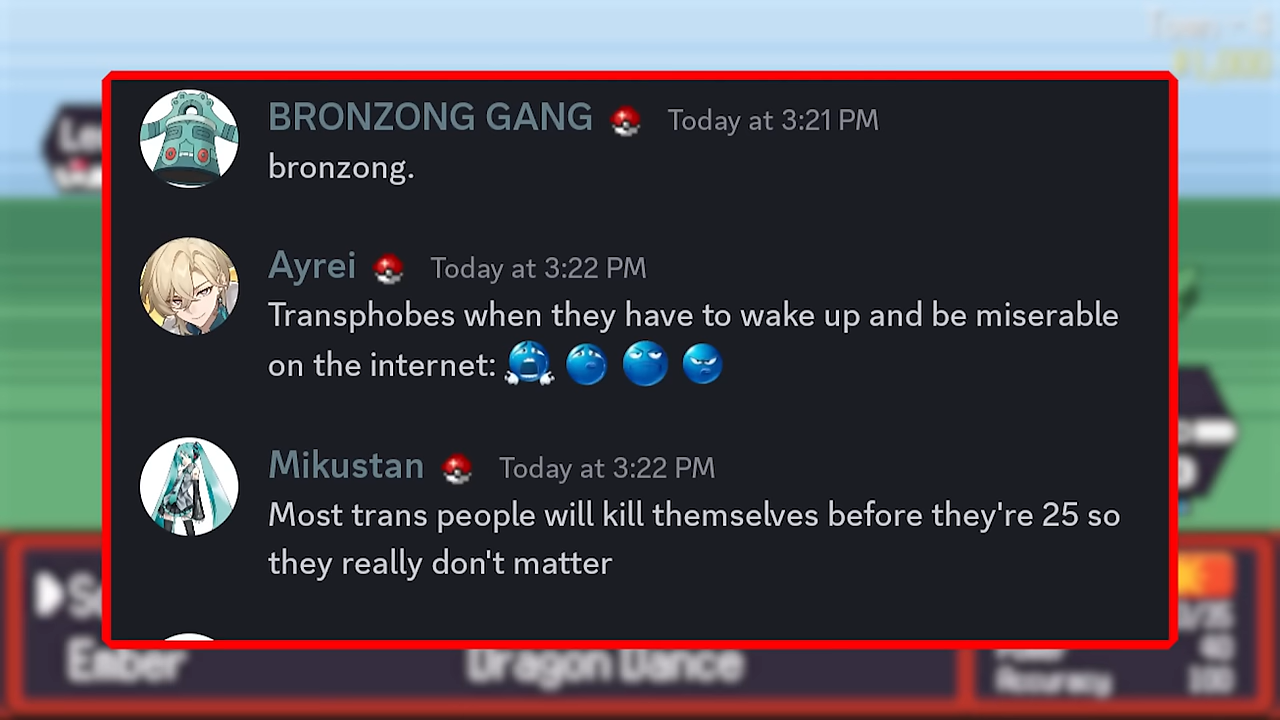 BRONZONG GANG Today at 3:21 PM
bronzong.
Ayrei Today at 3:22 PM
Transphobes when they have to wake up and be miserable
on the internet:
Mikustan Today at 3:22 PM
Most trans people will kill themselves before they're 25 so
they really don't matter
Ember
Dragon Dance
Accuracy
100